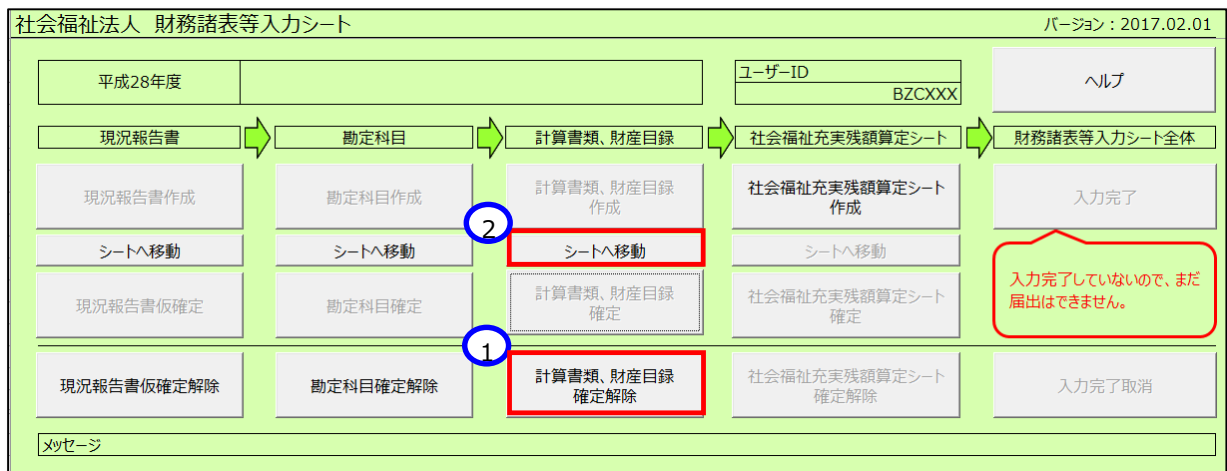 社会福祉法人 財務諸表等入力シート
バージョン：2017.02.01
平成28年度
ユーザーID
BZCXXX
ヘルプ
現況報告書
勘定科目
計算書類、財産目録
社会福祉充実残額算定シート
財務諸表等入力シート全体
現況報告書作成
勘定科目作成
計算書類、財産目録
作成
社会福祉充実残額算定シート
作成
入力完了
2
シートへ移動
シートへ移動
シートへ移動
シートへ移動
入力完了していないので、まだ
届出はできません。
現況報告書仮確定
勘定科目確定
計算書類、財産目録
確定
社会福祉充実残額算定シート
確定
1
現況報告書仮確定解除
勘定科目確定解除
計算書類、財産目録
確定解除
社会福祉充実残額算定シート
確定解除
入力完了取消
メッセージ